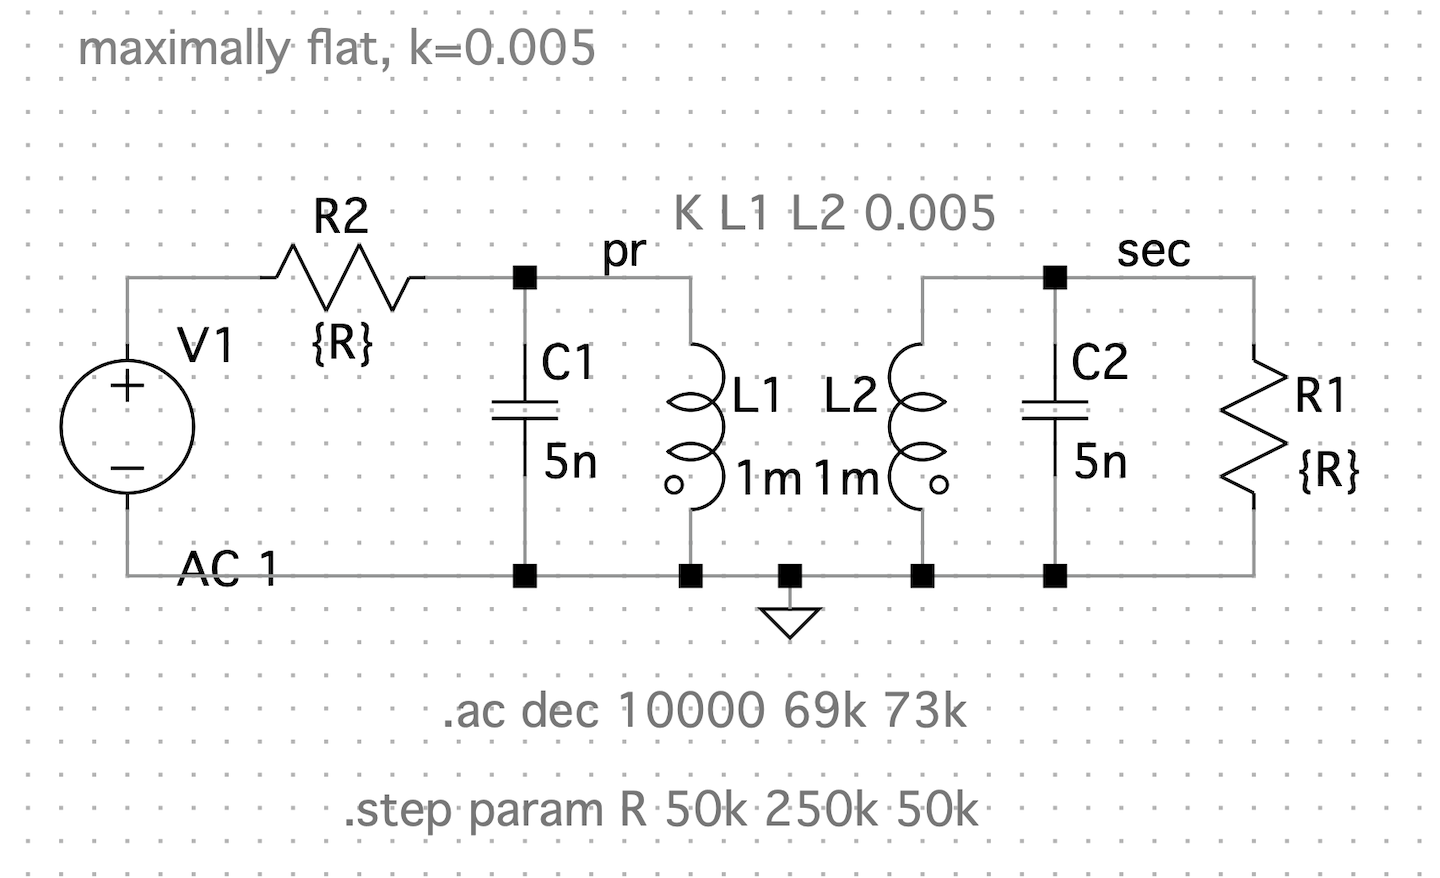 maximally flat, k=0.005
K L1 L2 0.005
R2
pr
sec
{R}
V1
C1
C2
L1
L2
R1
5n
1m
1m
5n
{R}
+
−
AC 1
.ac dec 10000 69k 73k
.step param R 50k 250k 50k